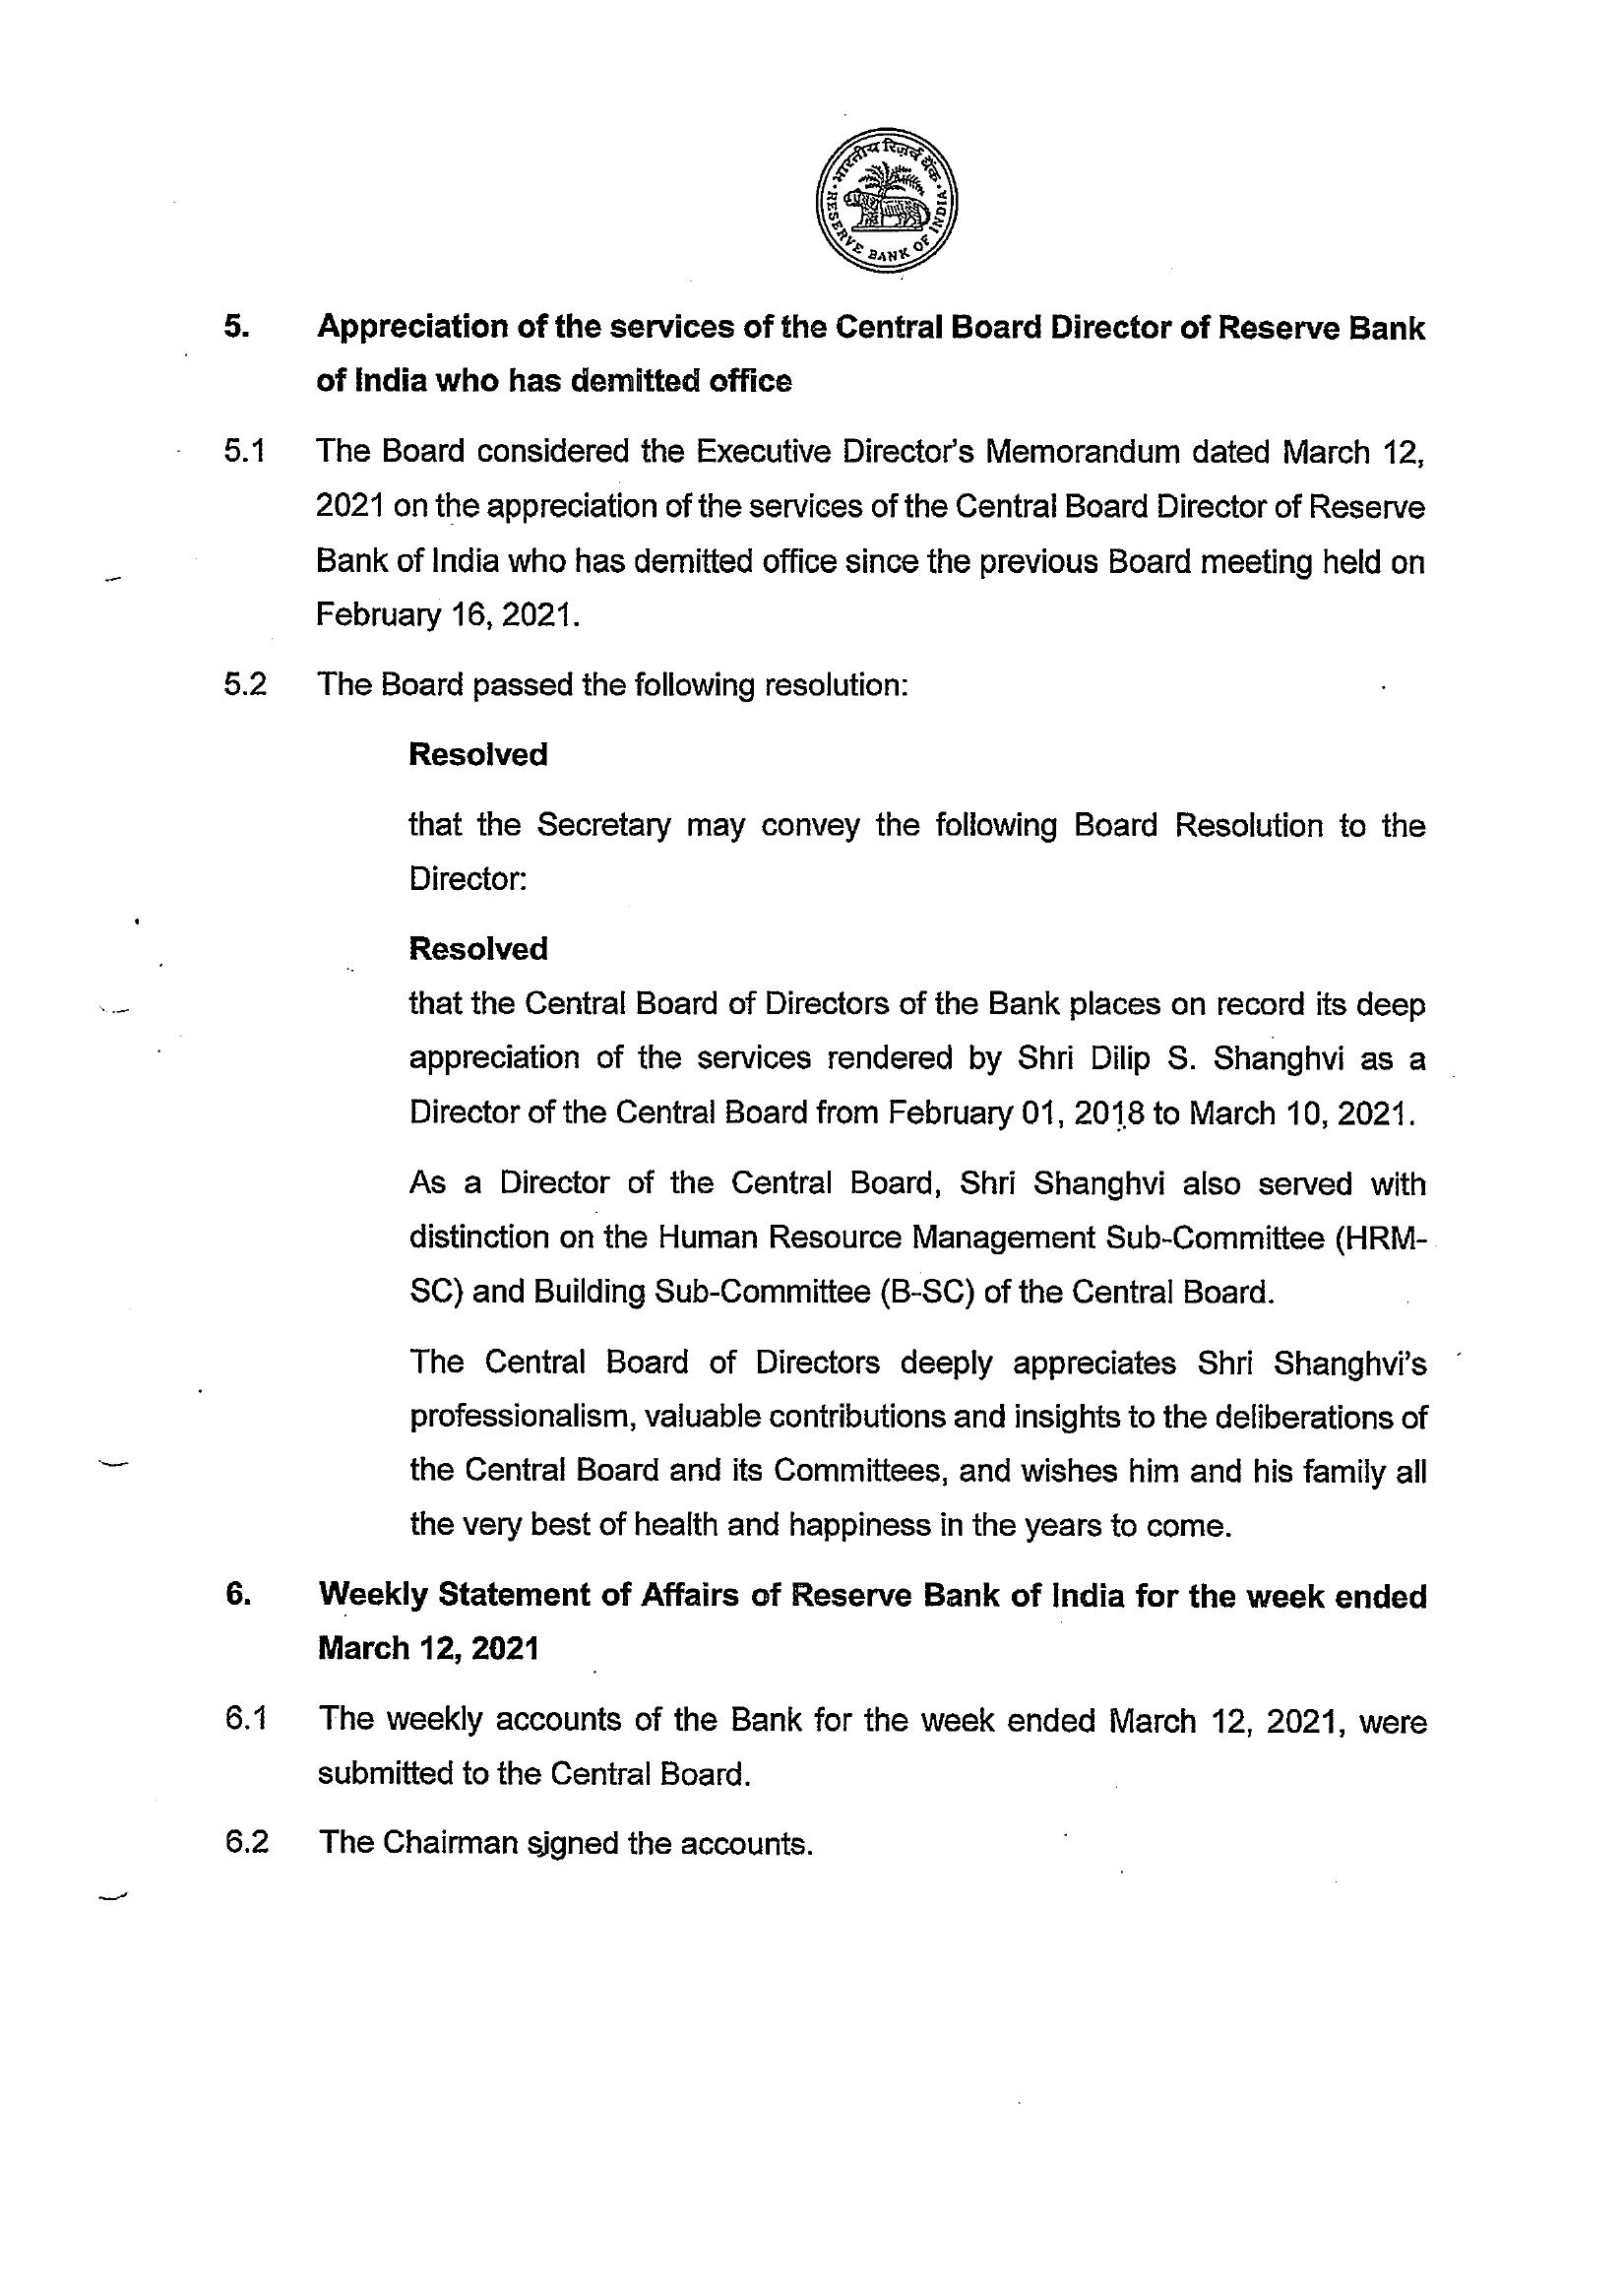 भारतीय रिज़र्व बैंक
RESERVE BANK OF INDIA
5. Appreciation of the services of the Central Board Director of Reserve Bank
of India who has demitted office
5.1 The Board considered the Executive Director's Memorandum dated March 12,
2021 on the appreciation of the services of the Central Board Director of Reserve
Bank of India who has demitted office since the previous Board meeting held on
February 16, 2021.
5.2 The Board passed the following resolution:
Resolved
that the Secretary may convey the following Board Resolution to the
Director:
Resolved
that the Central Board of Directors of the Bank places on record its deep
appreciation of the services rendered by Shri Dilip S. Shanghvi as a
Director of the Central Board from February 01, 2018 to March 10, 2021.
As a Director of the Central Board, Shri Shanghvi also served with
distinction on the Human Resource Management Sub-Committee (HRM-
SC) and Building Sub-Committee (B-SC) of the Central Board.
The Central Board of Directors deeply appreciates Shri Shanghvi's
professionalism, valuable contributions and insights to the deliberations of
the Central Board and its Committees, and wishes him and his family all
the very best of health and happiness in the years to come.
6. Weekly Statement of Affairs of Reserve Bank of India for the week ended
March 12, 2021
6.1 The weekly accounts of the Bank for the week ended March 12, 2021, were
submitted to the Central Board.
6.2 The Chairman signed the accounts.